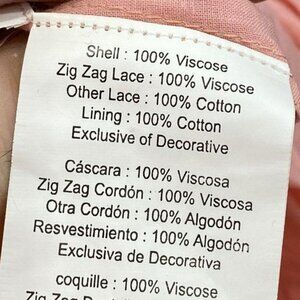 Shell : 100% Viscose
Zig Zag Lace : 100% Viscose
Other Lace : 100% Cotton
Lining : 100% Cotton
Exclusive of Decorative
Cáscara : 100% Viscosa
Zig Zag Cordón : 100% Viscosa
Otra Cordón : 100% Algodón
Resvestimiento : 100% Algodón
Exclusiva de Decorativa
coquille : 100% Viscose
Zig Zag